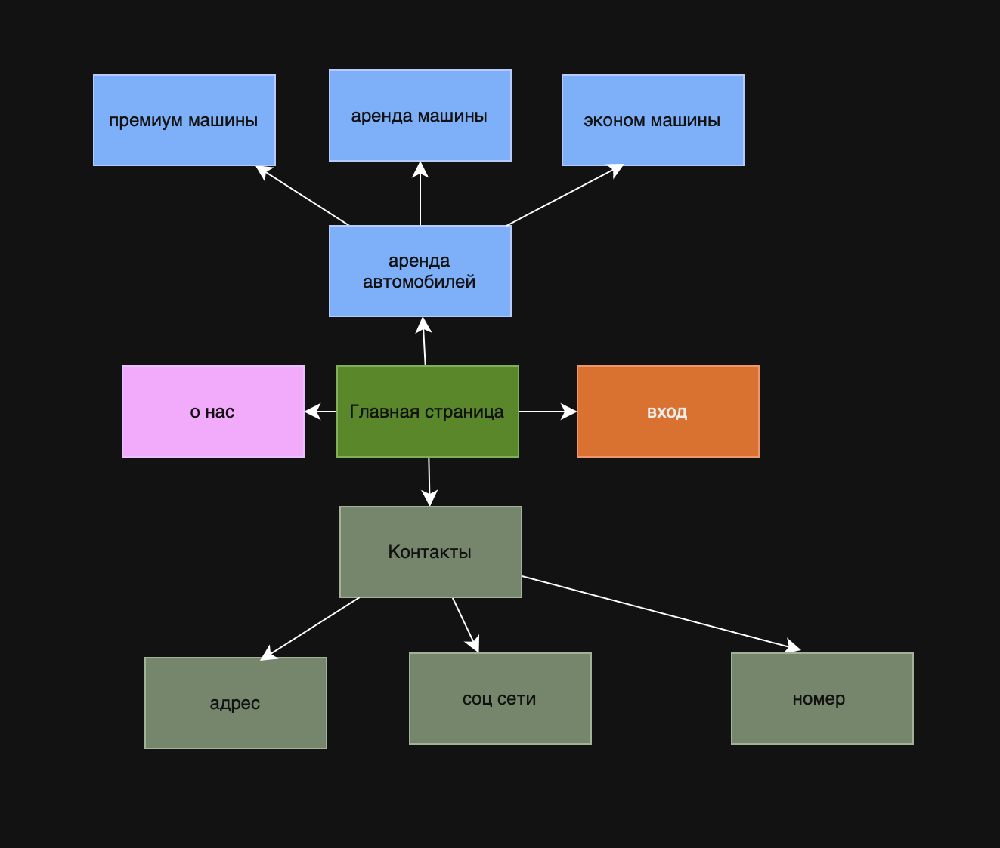 премиум машины
аренда машины
эконом машины
аренда
автомобилей
о нас
Главная страница
вход
Контакты
адрес
соц сети
номер